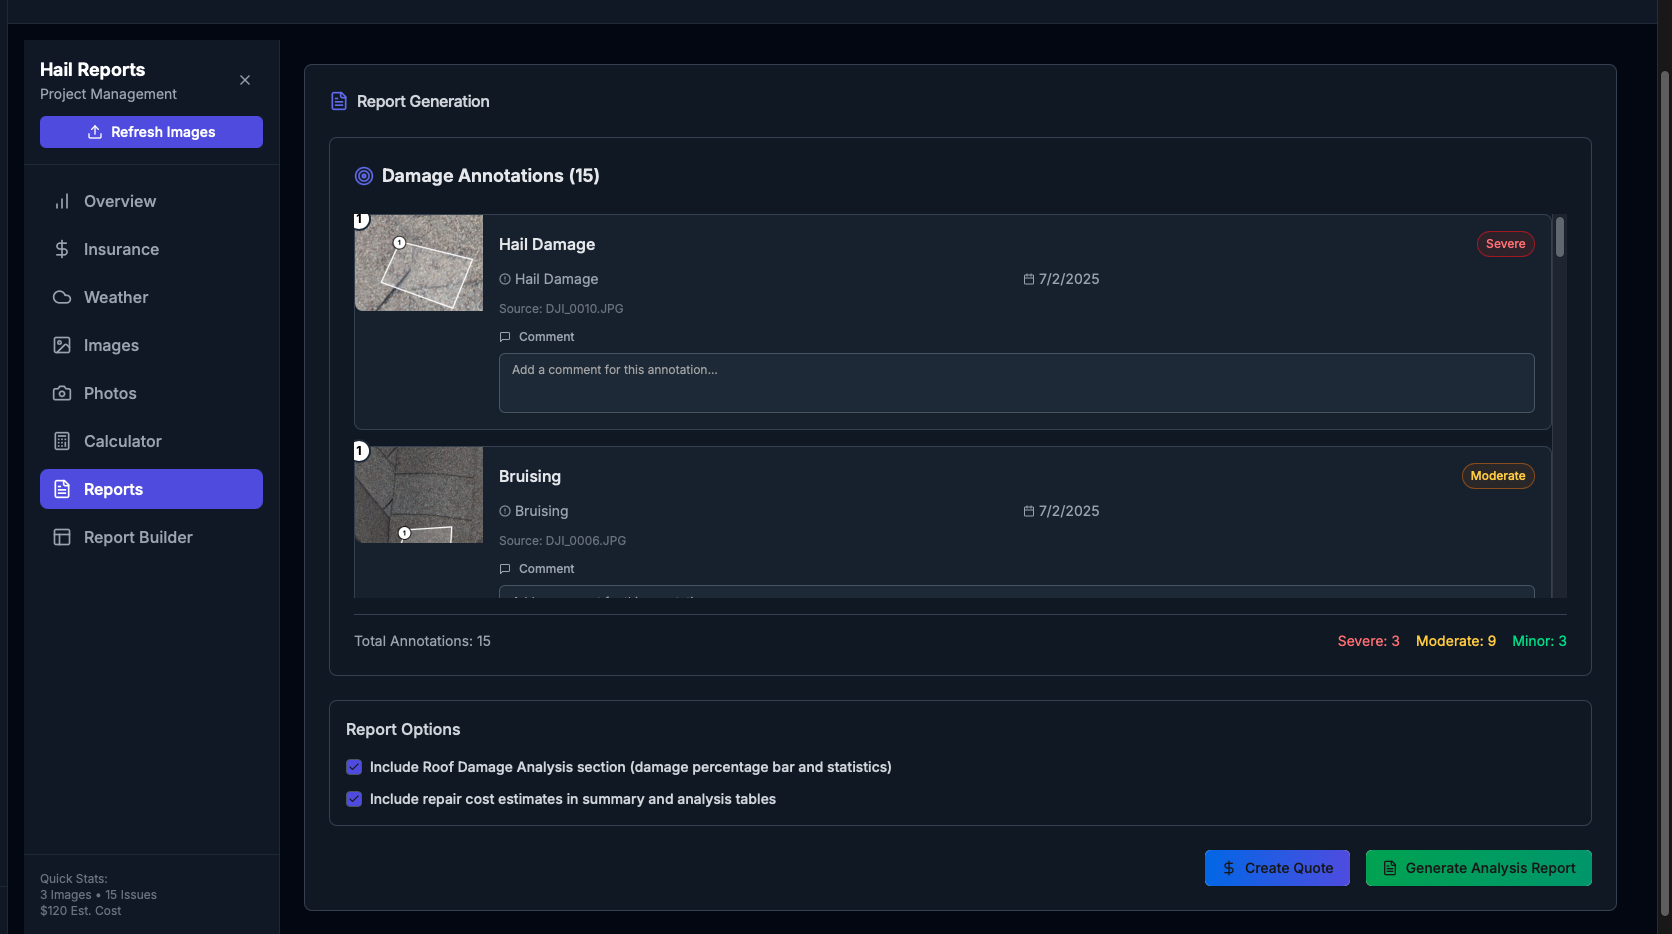 Hail Reports
Project Management
Refresh Images
Overview
Insurance
Weather
Images
Photos
Calculator
Reports
Report Builder
Quick Stats:
3 Images • 15 Issues
$120 Est. Cost
Report Generation
Damage Annotations (15)
1
1
Hail Damage
Severe
Hail Damage
7/2/2025
Source: DJI_0010.JPG
Comment
Add a comment for this annotation...
1
1
Bruising
Moderate
Bruising
7/2/2025
Source: DJI_0006.JPG
Comment
Total Annotations: 15
Severe: 3 Moderate: 9 Minor: 3
Report Options
Include Roof Damage Analysis section (damage percentage bar and statistics)
Include repair cost estimates in summary and analysis tables
$ Create Quote
Generate Analysis Report